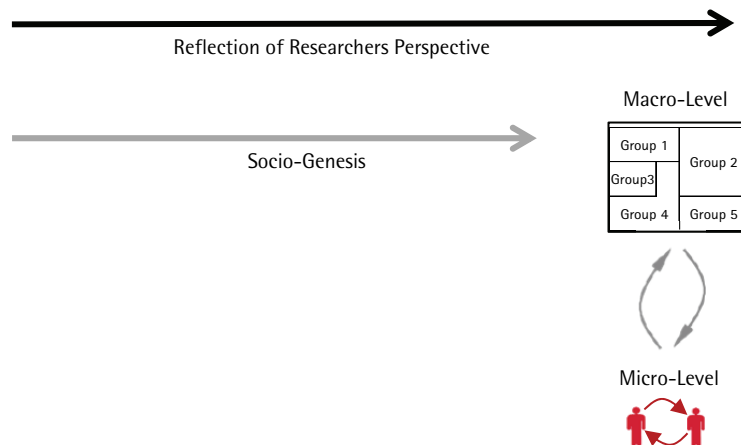 Reflection of Researchers Perspective
Macro-Level
Socio-Genesis
Group 1
Group 2
Group3
Group 4
Group 5
Micro-Level